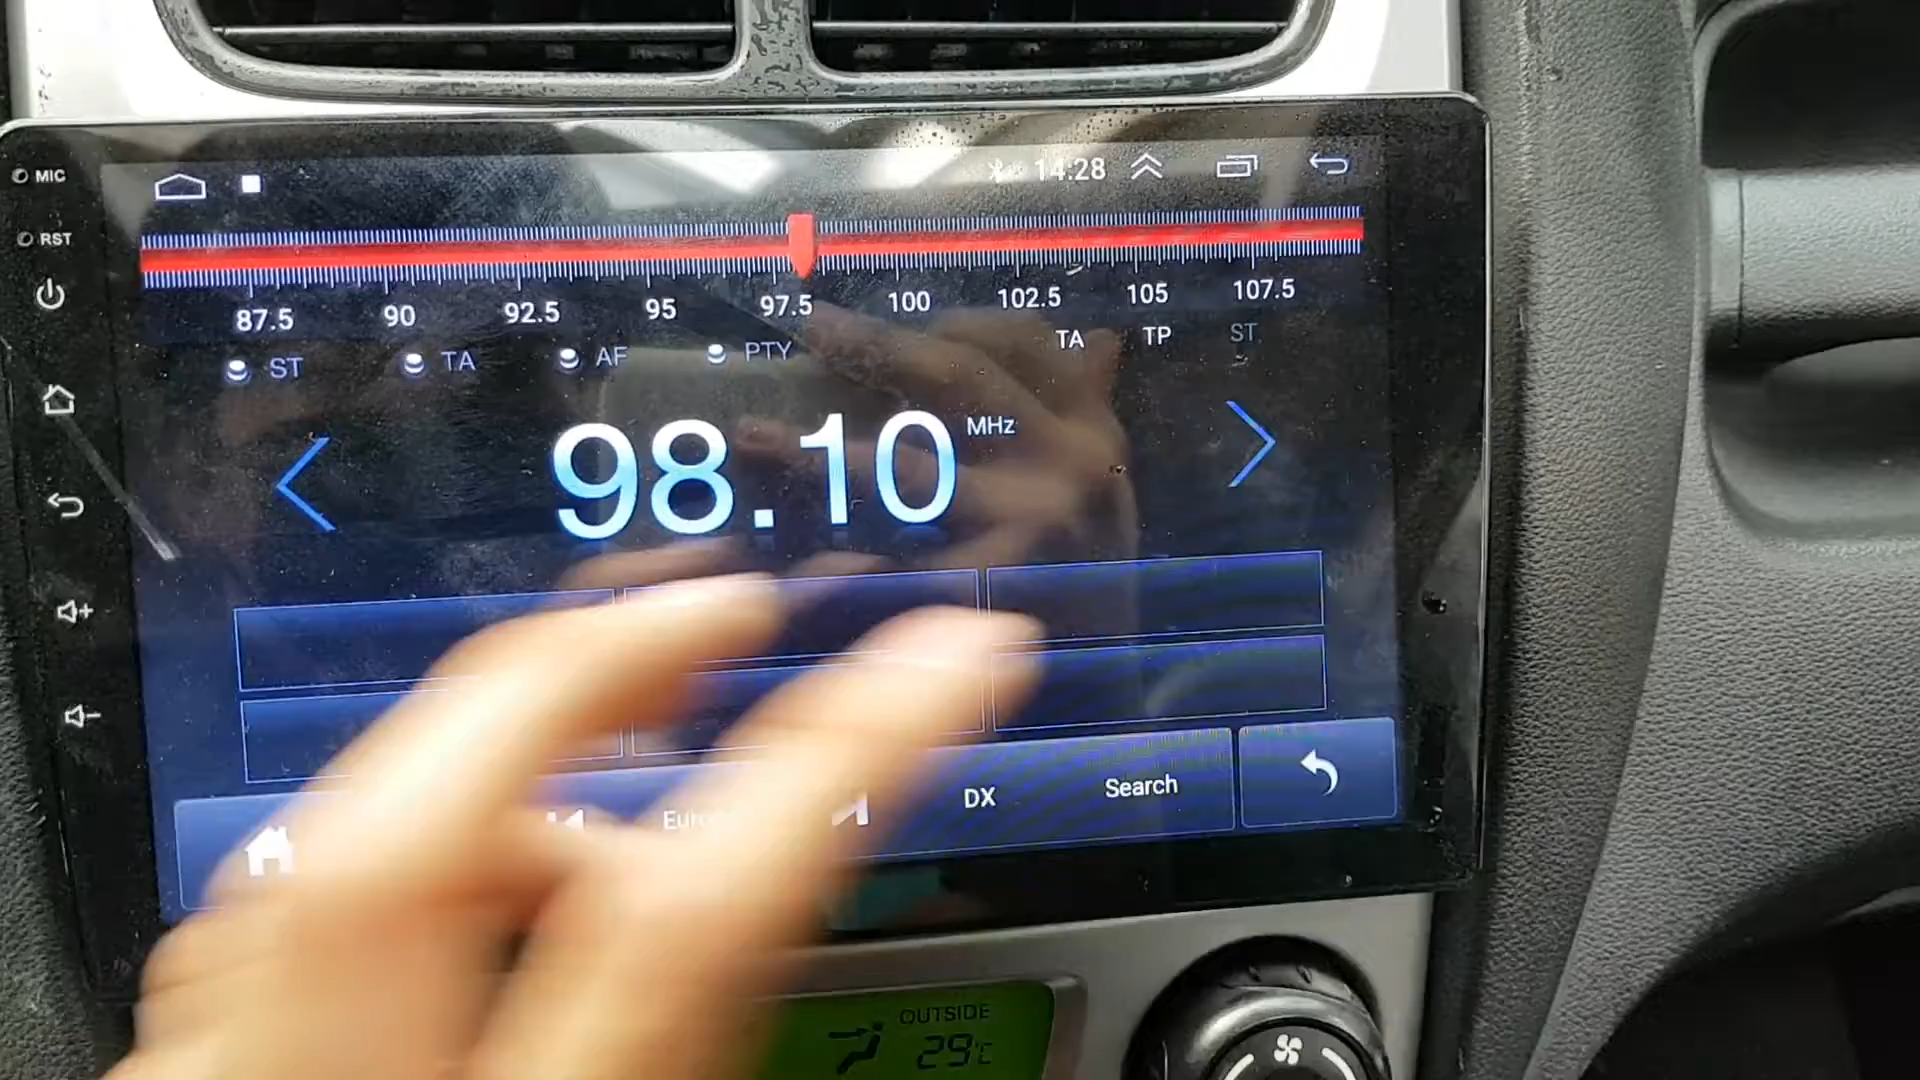 MIC
14:28
RST
87.5 90 92.5 95 97.5 100 102.5 105 107.5
ST TA AF PTY TA TP ST
98.10 MHz
DX Search
OUTSIDE
29°C